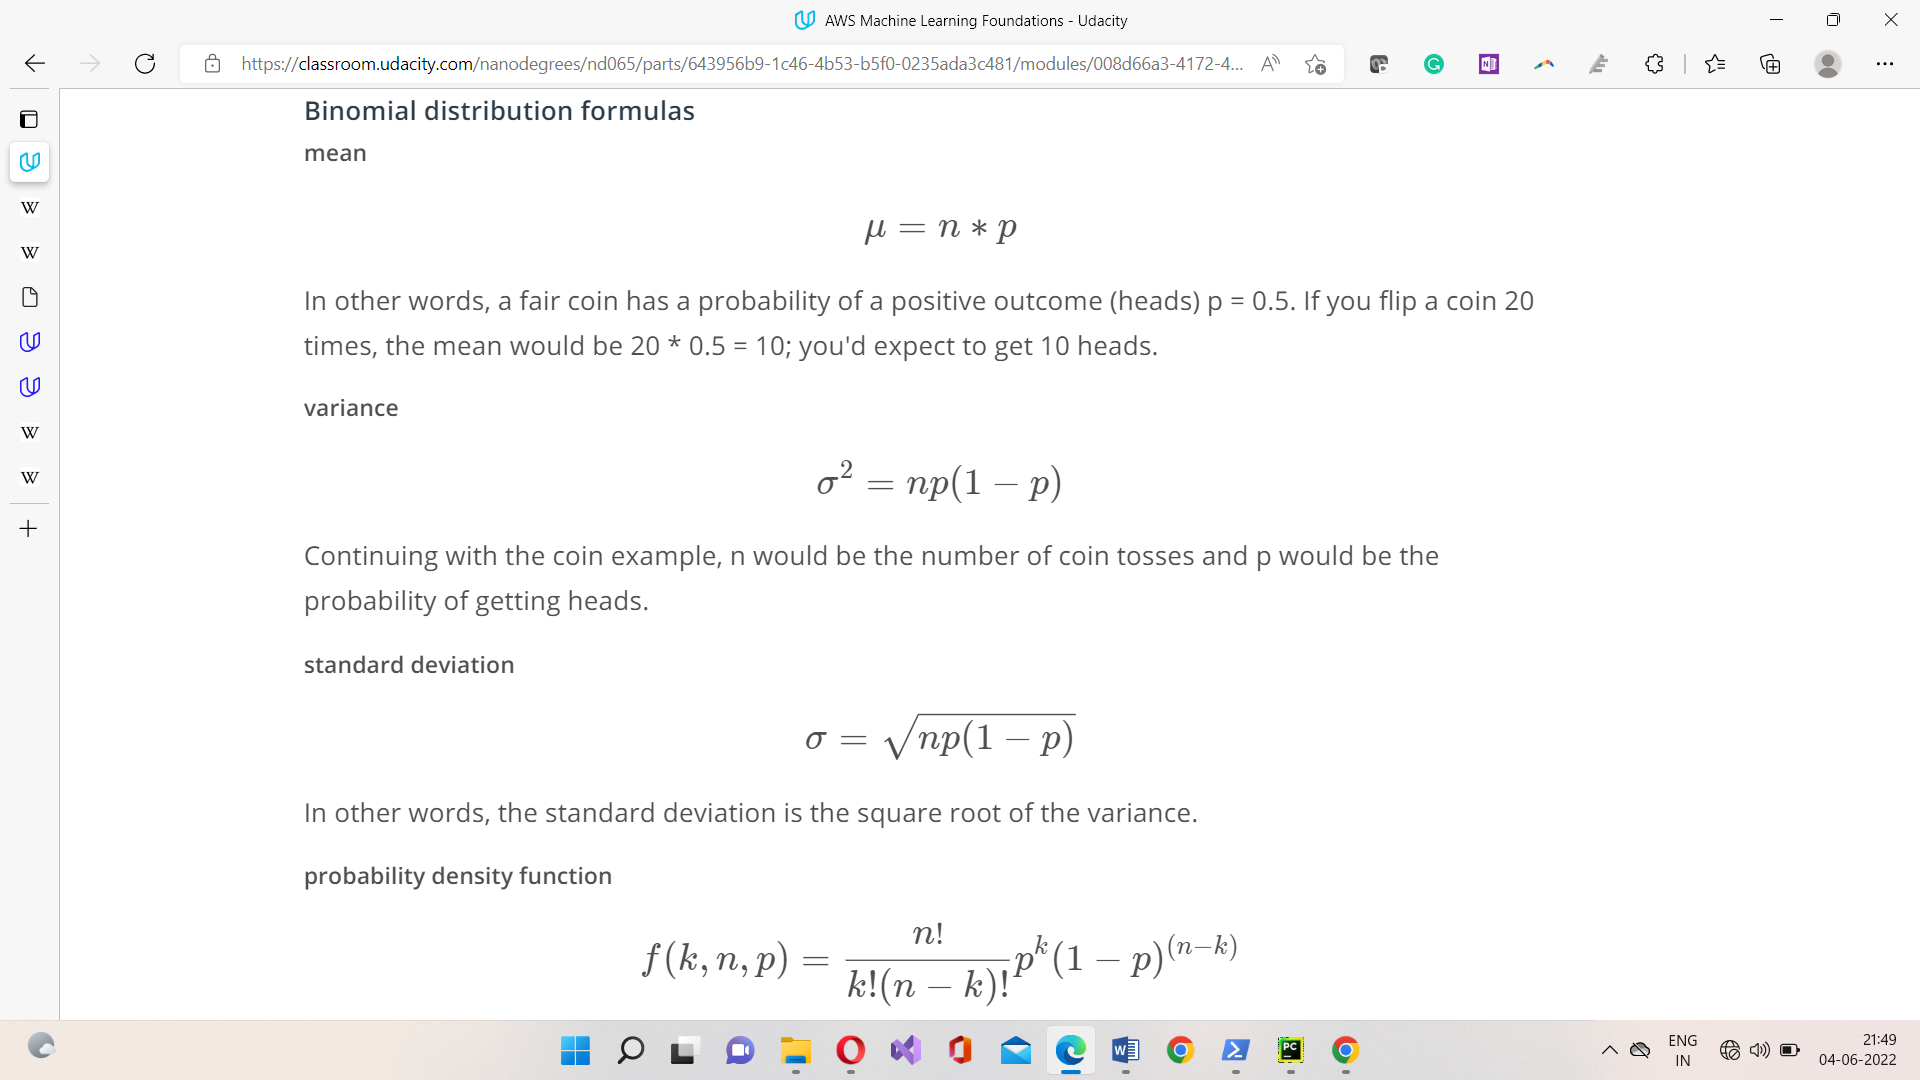 AWS Machine Learning Foundations - Udacity
https://classroom.udacity.com/nanodegrees/nd065/parts/643956b9-1c46-4b53-b5f0-0235ada3c481/modules/008d66a3-4172-4...
Binomial distribution formulas
mean
μ = n * p
In other words, a fair coin has a probability of a positive outcome (heads) p = 0.5. If you flip a coin 20
times, the mean would be 20 * 0.5 = 10; you'd expect to get 10 heads.
variance
σ² = np(1 − p)
Continuing with the coin example, n would be the number of coin tosses and p would be the
probability of getting heads.
standard deviation
σ = √np(1 − p)
In other words, the standard deviation is the square root of the variance.
probability density function
f(k, n, p) = n! / k!(n − k)! p^k (1 − p)^(n−k)
ENG
IN
21:49
04-06-2022